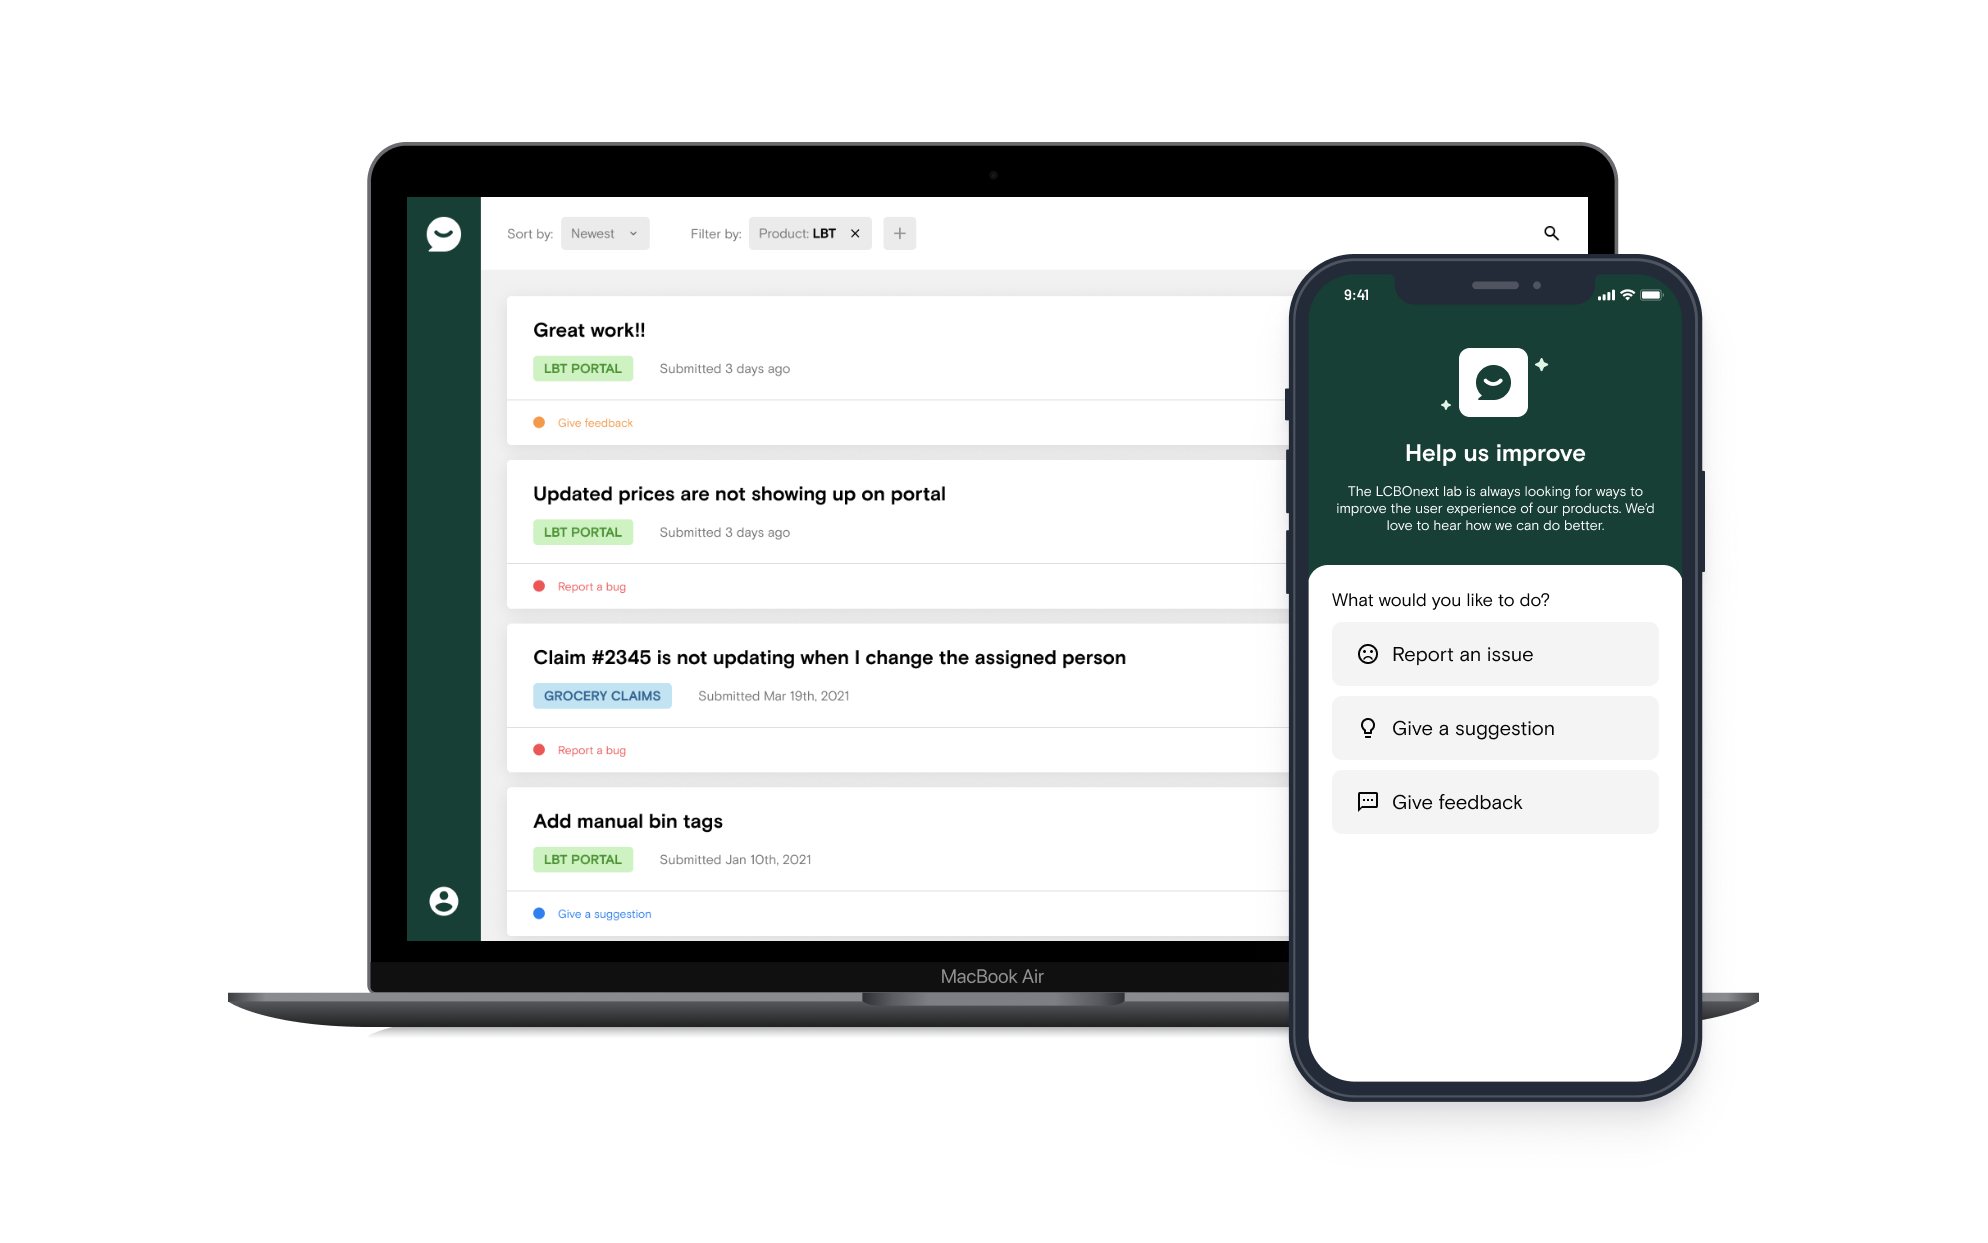 Sort by: Newest Filter by: Product: LBT
Great work!!
LBT PORTAL Submitted 3 days ago
Give feedback
Updated prices are not showing up on portal
LBT PORTAL Submitted 3 days ago
Report a bug
Claim #2345 is not updating when I change the assigned person
GROCERY CLAIMS Submitted Mar 19th, 2021
Report a bug
Add manual bin tags
LBT PORTAL Submitted Jan 10th, 2021
Give a suggestion
MacBook Air
9:41
Help us improve
The LCBOnext lab is always looking for ways to
improve the user experience of our products. We'd
love to hear how we can do better.
What would you like to do?
Report an issue
Give a suggestion
Give feedback